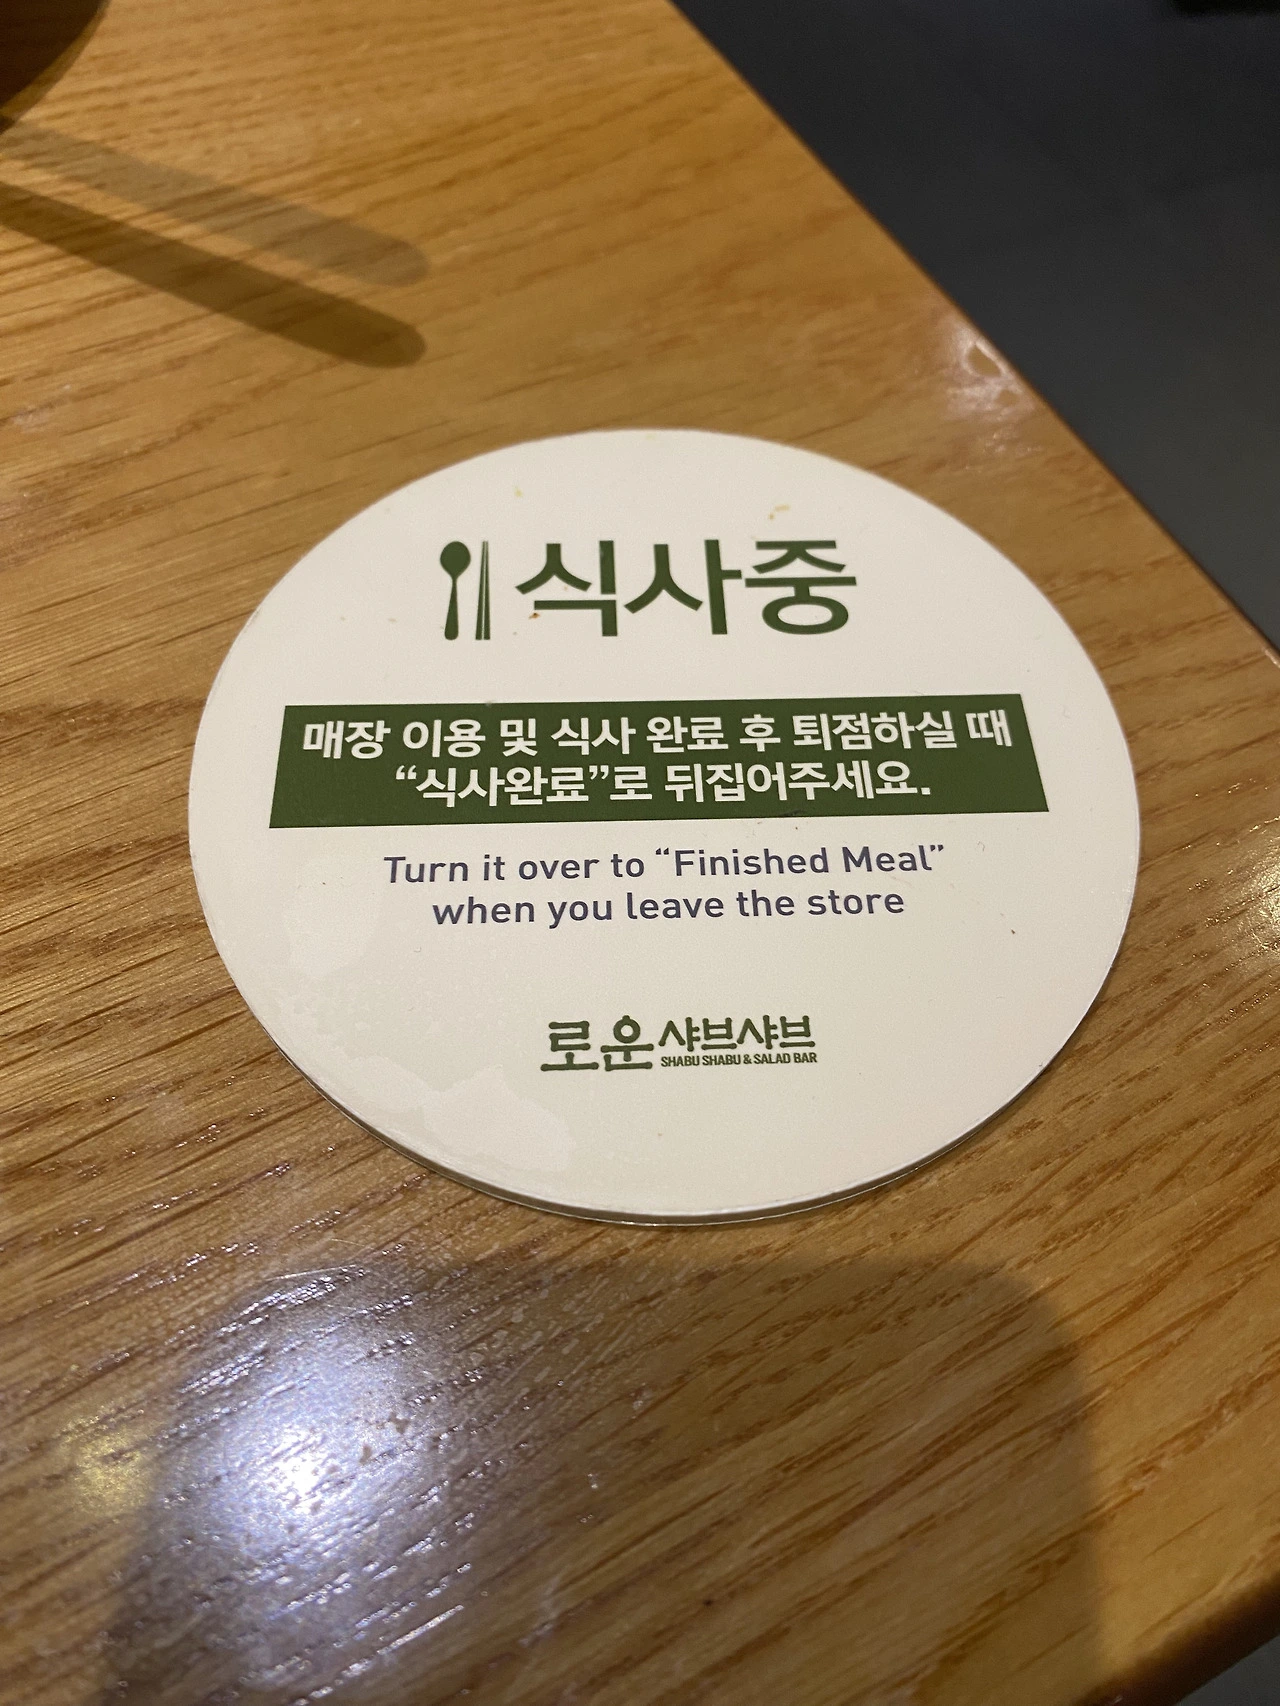 식사중
매장 이용 및 식사 완료 후 퇴점하실 때
“식사완료”로 뒤집어주세요.
Turn it over to “Finished Meal”
when you leave the store
로운 샤브샤브
SHABU SHABU & SALAD BAR